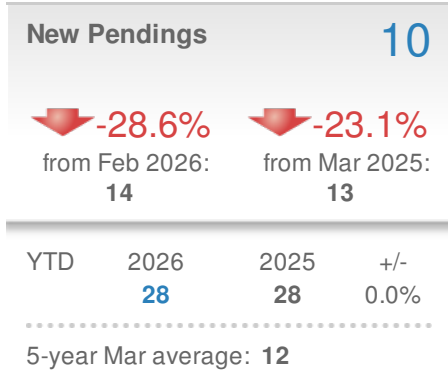 New Pendings 10
-28.6% -23.1%
from Feb 2026: from Mar 2025:
14 13
YTD 2026 2025 +/-
28 28 0.0%
5-year Mar average: 12